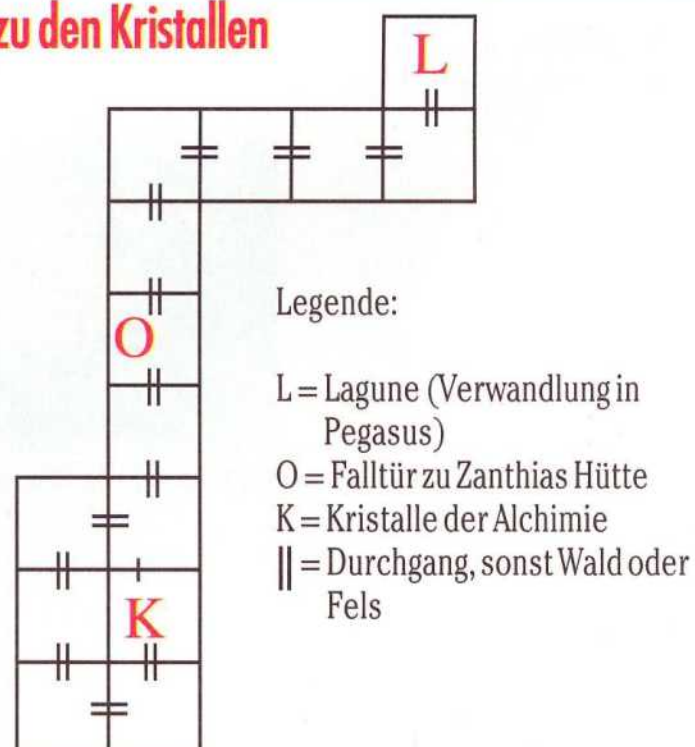 zu den Kristallen
L
O
K
Legende:
L = Lagune (Verwandlung in
Pegasus)
O = Falltür zu Zanthias Hütte
K = Kristalle der Alchimie
|| = Durchgang, sonst Wald oder
Fels